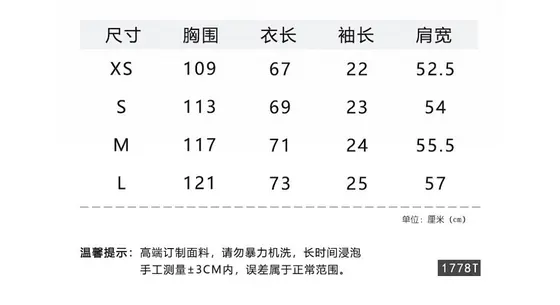 尺寸 胸围 衣长 袖长 肩宽
XS 109 67 22 52.5
S 113 69 23 54
M 117 71 24 55.5
L 121 73 25 57
单位：厘米（cm）
温馨提示：高端订制面料，请勿暴力机洗，长时间浸泡
手工测量±3CM内，误差属于正常范围。
1778T